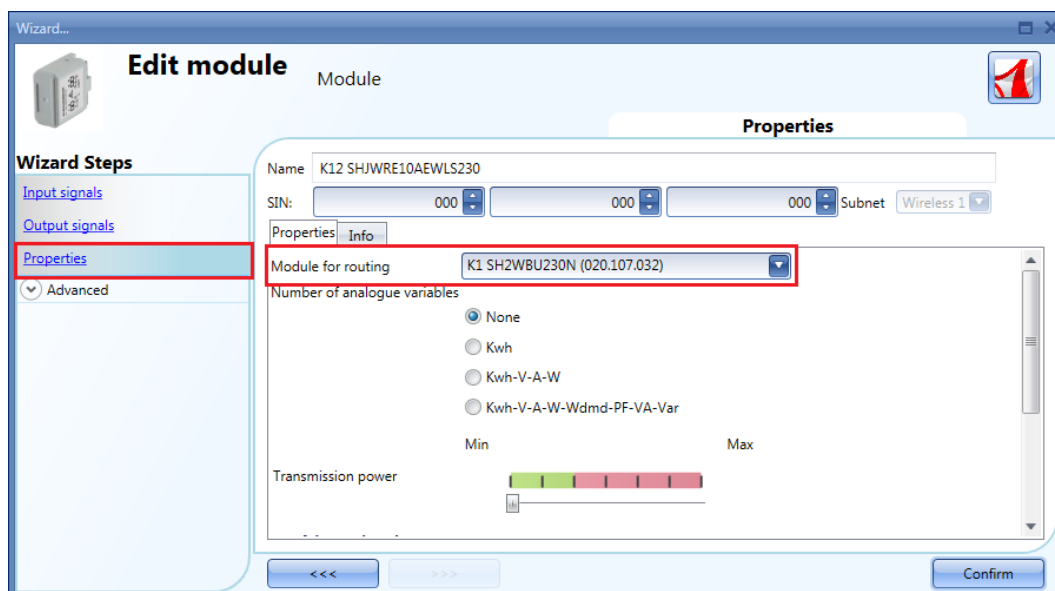 Wizard...
Edit module
Module
Properties
Wizard Steps
Input signals
Output signals
Properties
Advanced
Name K12 SHJWRE10AEWLS230
SIN: 000 000 000 Subnet Wireless 1
Properties Info
Module for routing K1 SH2WBU230N (020.107.032)
Number of analogue variables
None
Kwh
Kwh-V-A-W
Kwh-V-A-W-Wdmd-PF-VA-Var
Min Max
Transmission power
<<< >>> Confirm